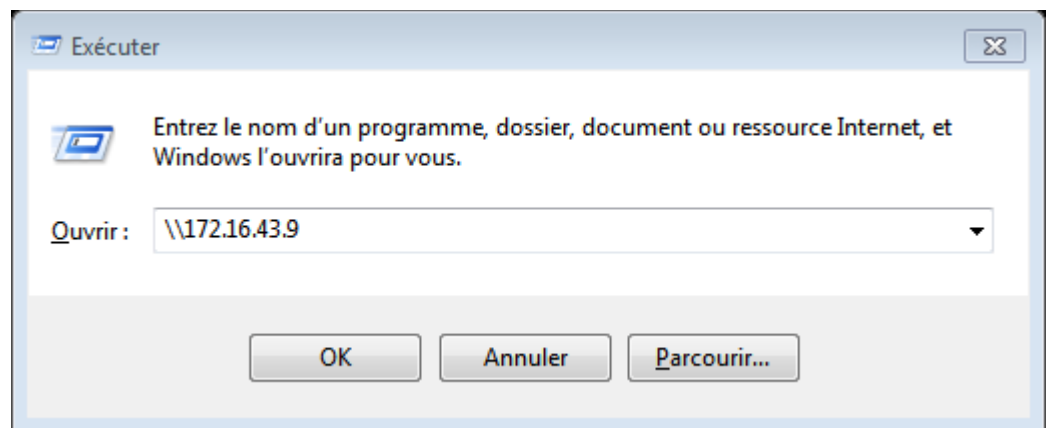 Exécuter
Entrez le nom d'un programme, dossier, document ou ressource Internet, et
Windows l'ouvrira pour vous.
Ouvrir : \\172.16.43.9
OK Annuler Parcourir...